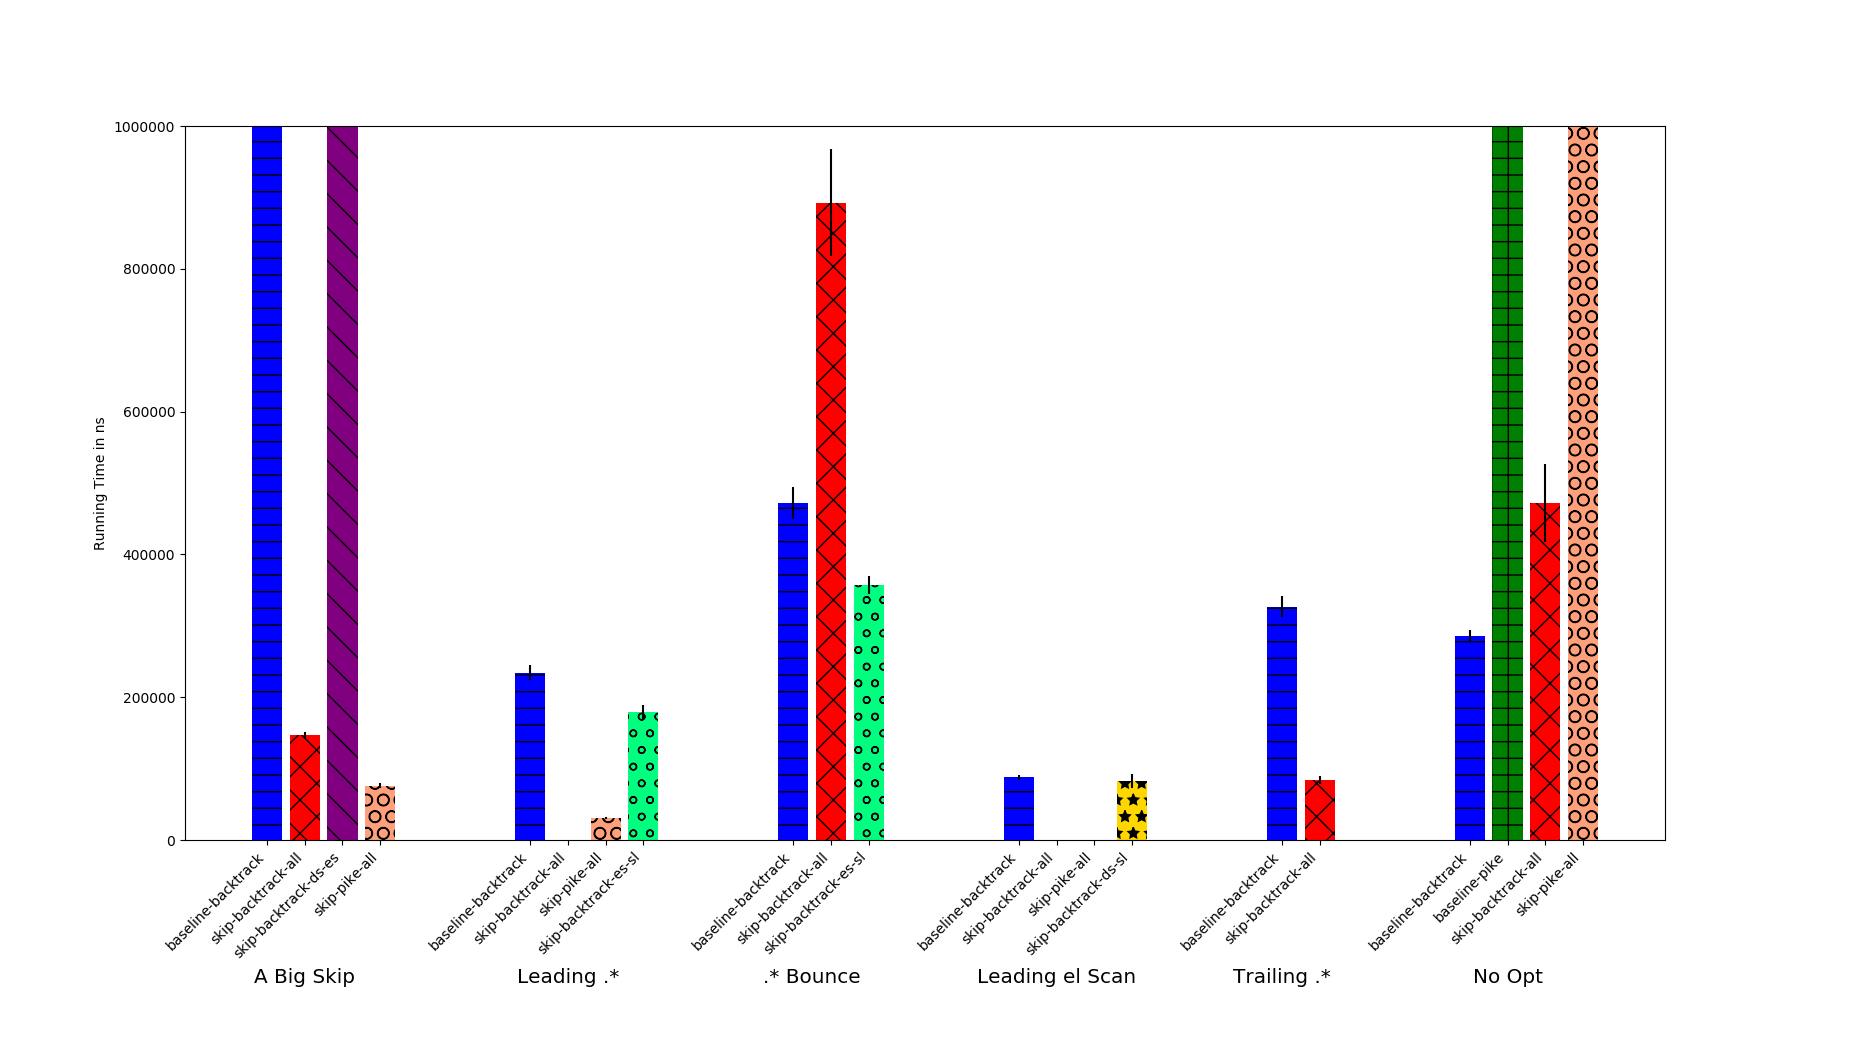 1000000
800000
600000
400000
200000
0
Running Time in ns
baseline-backtrack
skip-backtrack-all
skip-backtrack-ds-es
skip-pike-all
baseline-backtrack
skip-backtrack-all
skip-pike-all
skip-backtrack-es-sl
baseline-backtrack
skip-backtrack-all
skip-backtrack-es-sl
baseline-backtrack
skip-backtrack-all
skip-pike-all
skip-backtrack-ds-sl
baseline-backtrack
skip-backtrack-all
baseline-backtrack
baseline-pike
skip-backtrack-all
skip-pike-all
A Big Skip
Leading .*
.* Bounce
Leading el Scan
Trailing .*
No Opt